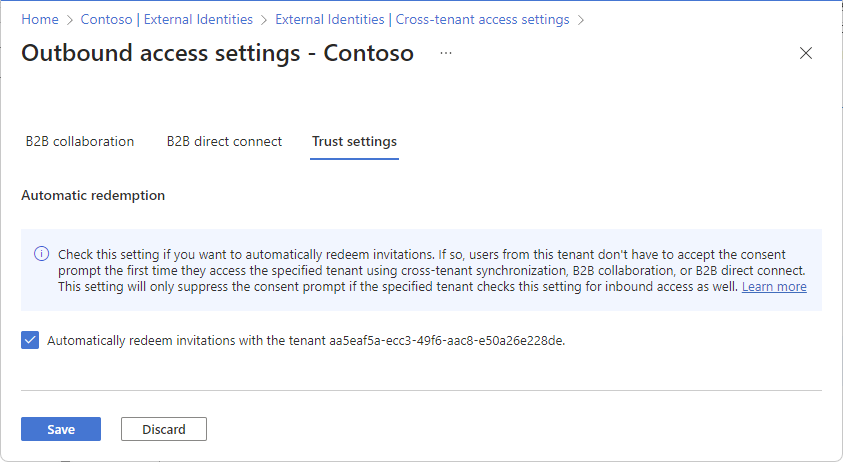 Home > Contoso | External Identities > External Identities | Cross-tenant access settings >
Outbound access settings - Contoso ...
B2B collaboration B2B direct connect Trust settings
Automatic redemption
Check this setting if you want to automatically redeem invitations. If so, users from this tenant don't have to accept the consent
prompt the first time they access the specified tenant using cross-tenant synchronization, B2B collaboration, or B2B direct connect.
This setting will only suppress the consent prompt if the specified tenant checks this setting for inbound access as well. Learn more
Automatically redeem invitations with the tenant aa5eaf5a-ecc3-49f6-aac8-e50a26e228de.
Save Discard